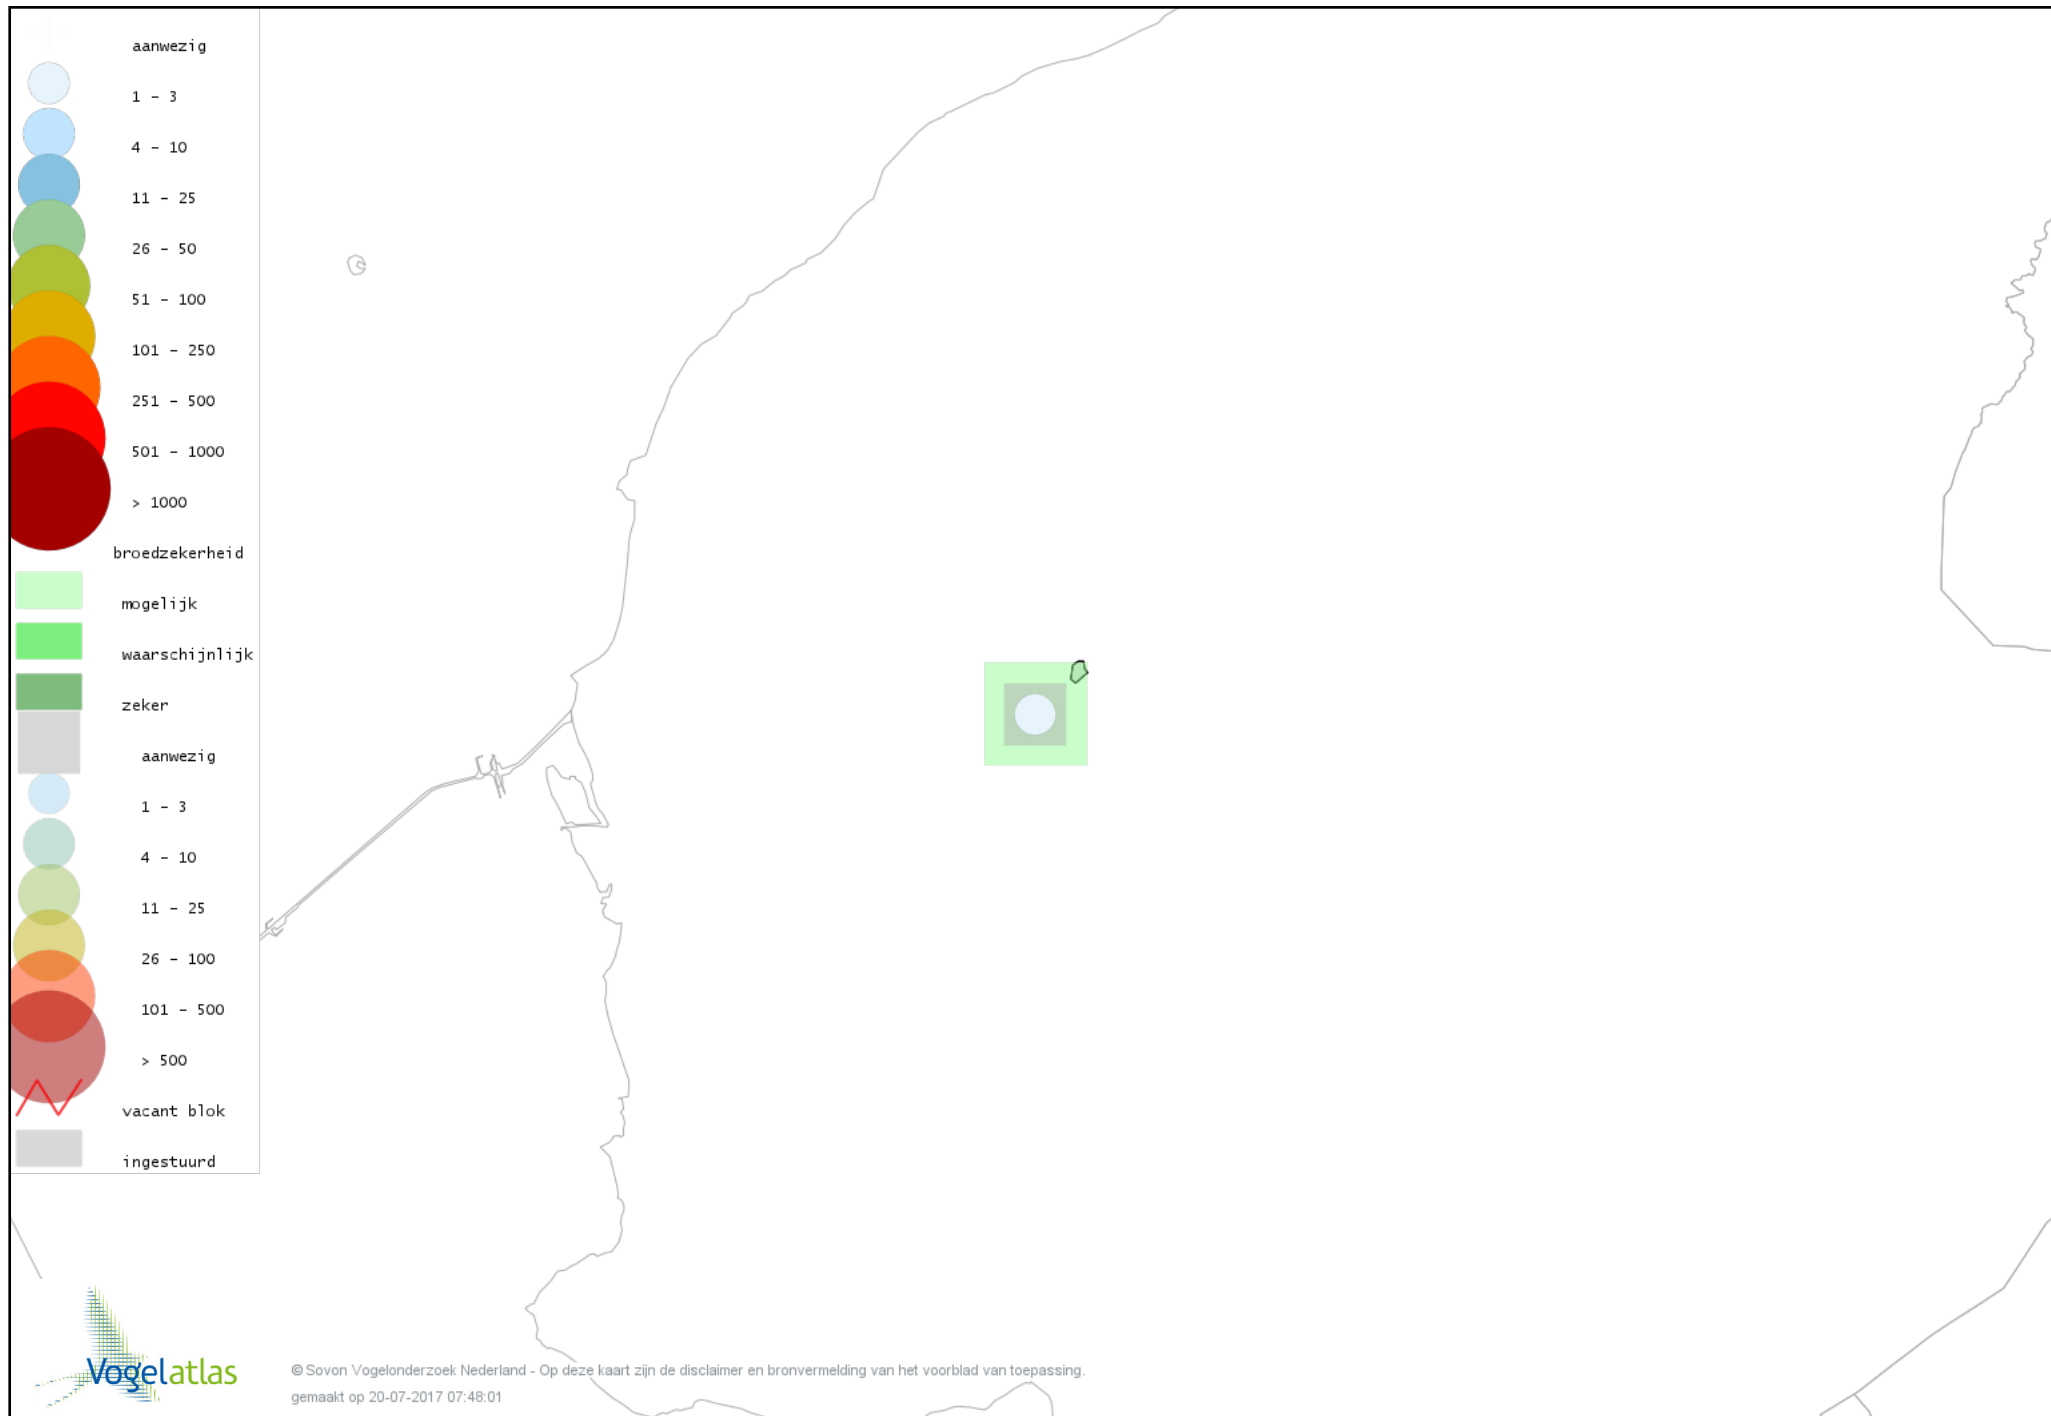 aanwezig
1 - 3
4 - 10
11 - 25
26 - 50
51 - 100
101 - 250
251 - 500
501 - 1000
> 1000
broedzekerheid
mogelijk
waarschijnlijk
zeker
aanwezig
1 - 3
4 - 10
11 - 25
26 - 100
101 - 500
> 500
vacant blok
ingestuurd
Vogelatlas
© Sovon Vogelonderzoek Nederland - Op deze kaart zijn de disclaimer en bronvermelding van het voorblad van toepassing.
gemaakt op 20-07-2017 07:48:01